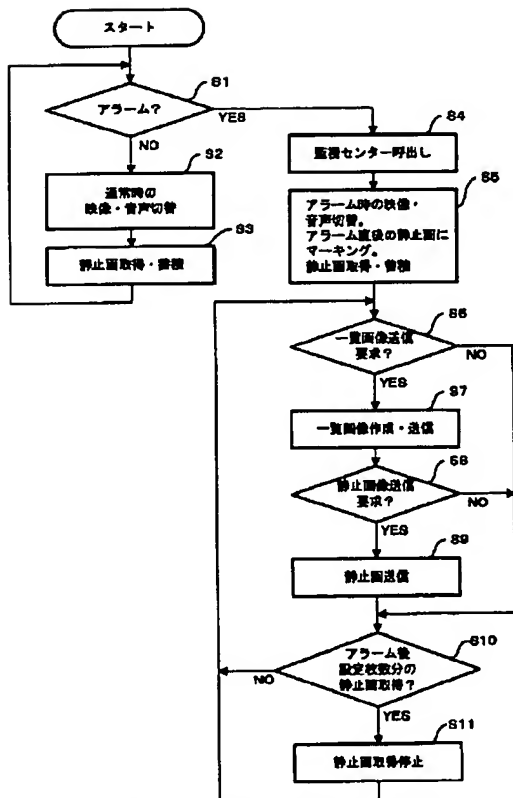 スタート
S1
アラーム?
YES
NO
S2
通常時の
映像・音声切替
S3
静止画取得・蓄積
S4
監視センター呼出し
S5
アラーム時の映像・
音声切替。
アラーム直後の静止画に
マーキング。
静止画取得・蓄積
S6
一覧画像送信
要求?
NO
YES
S7
一覧画像作成・送信
S8
静止画像送信
要求?
NO
YES
S9
静止画送信
S10
アラーム後
設定枚数分の
静止画取得?
NO
YES
S11
静止画取得停止